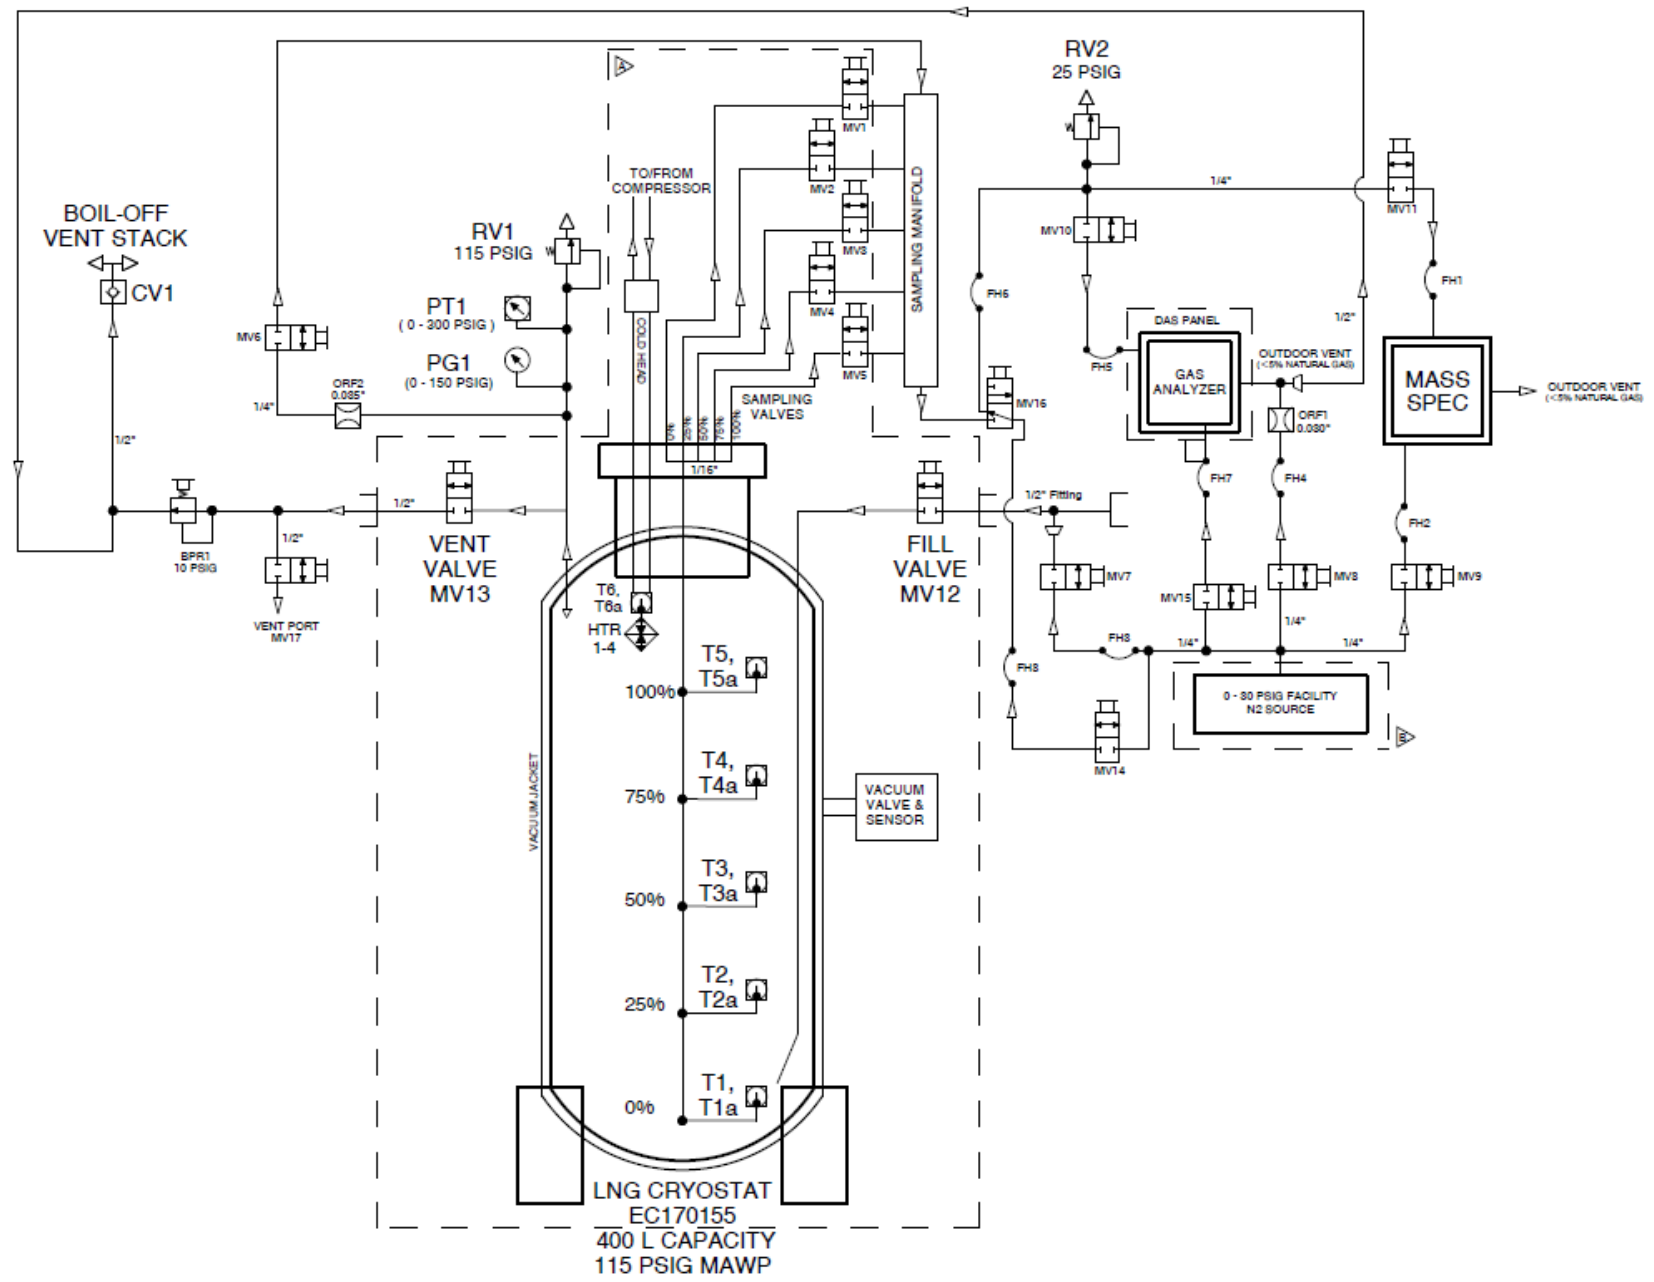 A
RV2
25 PSIG
W
MV1
MV2
MV3
MV4
MV5
SAMPLING MANIFOLD
TO/FROM
COMPRESSOR
COLD HEAD
1/4"
MV11
MV10
FH6
FH1
FH5
BOIL-OFF
VENT STACK
CV1
RV1
115 PSIG
W
PT1
( 0 - 300 PSIG )
PG1
(0 - 150 PSIG)
MV6
ORF2
0.085"
1/4"
1/2"
SAMPLING
VALVES
0%
25%
50%
75%
100%
1/16"
MV16
DAS PANEL
GAS
ANALYZER
OUTDOOR VENT
(<5% NATURAL GAS)
1/2"
ORF1
0.030"
MASS
SPEC
OUTDOOR VENT
(<5% NATURAL GAS)
FH7
FH4
FH2
BPR1
10 PSIG
1/2"
VENT PORT
MV17
1/2"
VENT
VALVE
MV13
FILL
VALVE
MV12
1/2" Fitting
MV7
MV15
MV8
MV9
1/4"
1/4"
1/4"
FH3
FH8
MV14
0 - 80 PSIG FACILITY
N2 SOURCE
B
T6,
T6a
HTR
1-4
T5,
T5a
100%
T4,
T4a
75%
T3,
T3a
50%
T2,
T2a
25%
T1,
T1a
0%
VACUUM JACKET
VACUUM
VALVE &
SENSOR
LNG CRYOSTAT
EC170155
400 L CAPACITY
115 PSIG MAWP